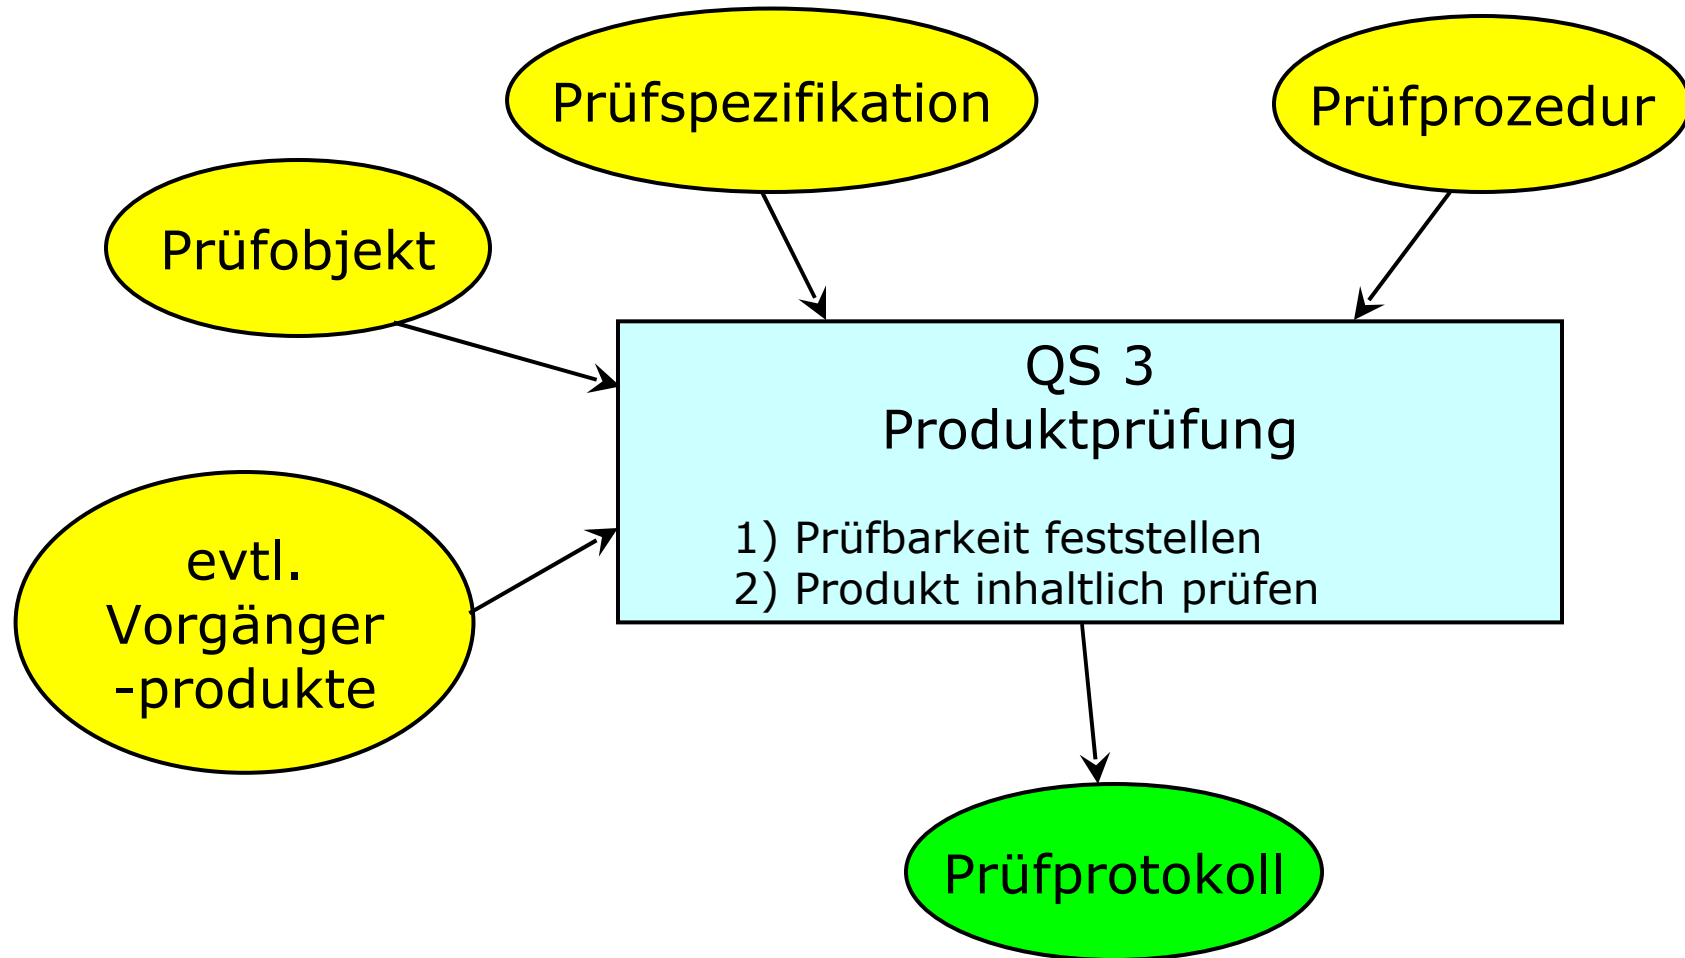 Prüfspezifikation
Prüfprozedur
Prüfobjekt
QS 3
Produktprüfung
1) Prüfbarkeit feststellen
2) Produkt inhaltlich prüfen
evtl.
Vorgänger
-produkte
Prüfprotokoll